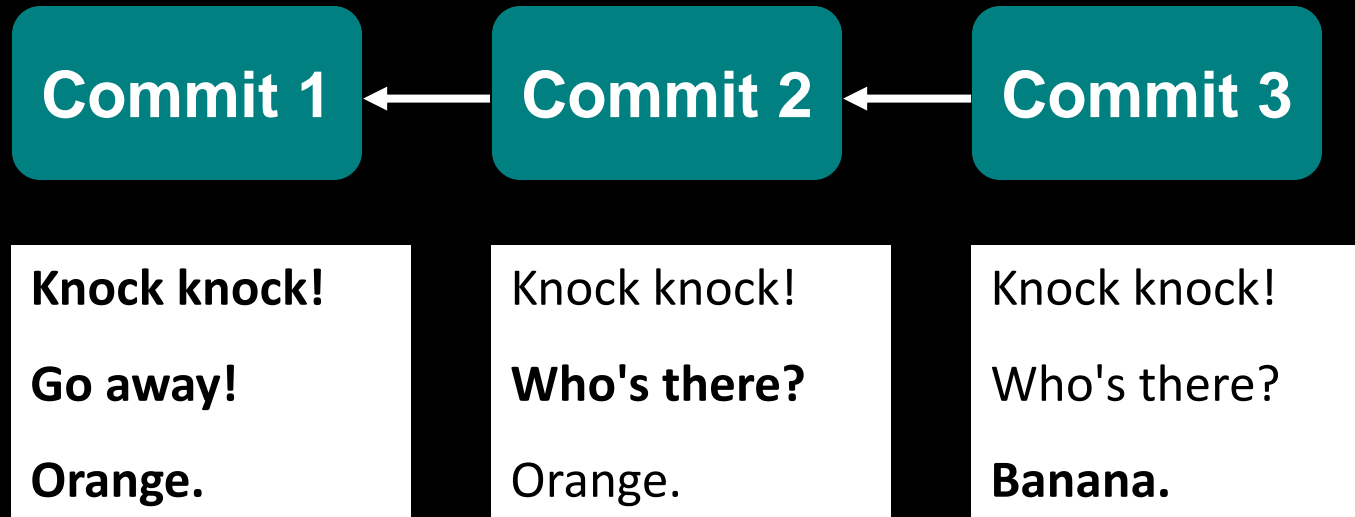 Commit 1
Commit 2
Commit 3
Knock knock!
Go away!
Orange.
Knock knock!
Who's there?
Orange.
Knock knock!
Who's there?
Banana.